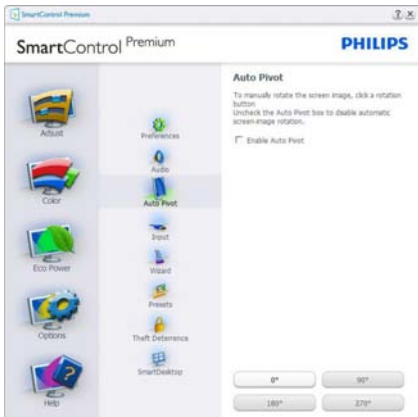 SmartControl Premium
? x
SmartControl Premium
PHILIPS
Adjust
Color
Eco Power
Options
Help
Preferences
Audio
Auto Pivot
Input
Wizard
Presets
Theft Deterrence
SmartDesktop
Auto Pivot
To manually rotate the screen image, click a rotation
button
Uncheck the Auto Pivot box to disable automatic
screen-image rotation.
Enable Auto Pivot
0°
90°
180°
270°